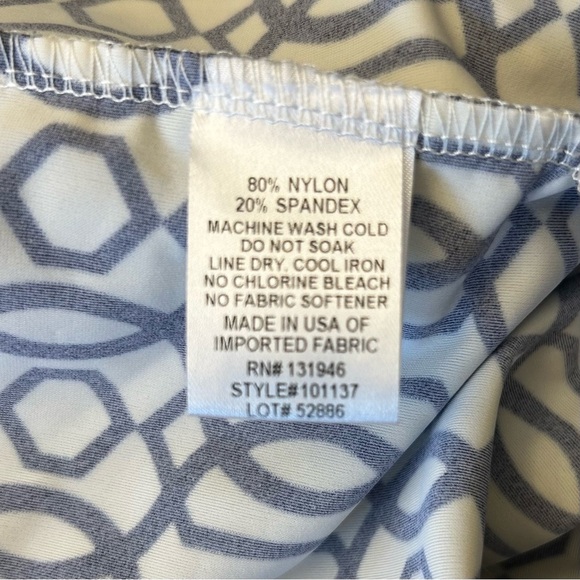 80% NYLON
20% SPANDEX
MACHINE WASH COLD
DO NOT SOAK
LINE DRY. COOL IRON
NO CHLORINE BLEACH
NO FABRIC SOFTENER
MADE IN USA OF
IMPORTED FABRIC
RN# 131946
STYLE#101137
LOT# 52886